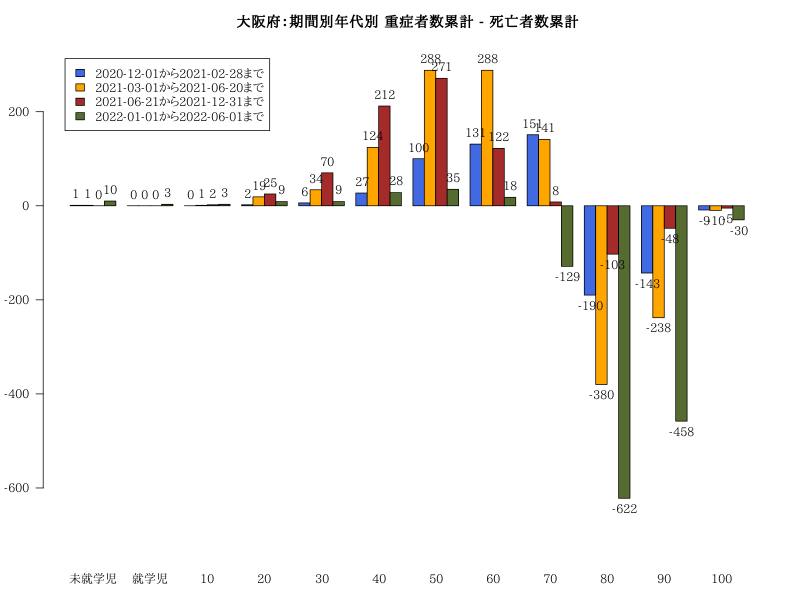 大阪府：期間別年代別 重症者数累計 - 死亡者数累計
2020-12-01から2021-02-28まで
2021-03-01から2021-06-20まで
2021-06-21から2021-12-31まで
2022-01-01から2022-06-01まで
200
0
-200
-400
-600
1 1 0 10
0 0 0 3
0 1 2 3
2 19 25 9
6 34 70 9
27 124 212 28
100 288 271 35
131 288 122 18
151 141 8 -129
-190 -380 -103 -622
-143 -238 -48 -458
-9 -10 -5 -30
未就学児 就学児 10 20 30 40 50 60 70 80 90 100